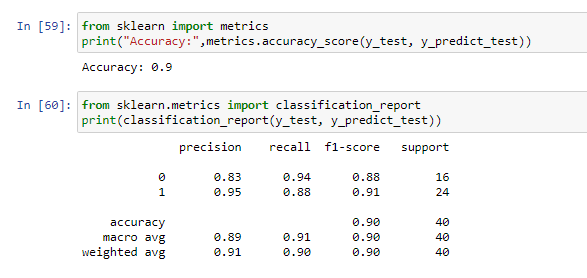 In [59]: from sklearn import metrics
print("Accuracy:",metrics.accuracy_score(y_test, y_predict_test))
Accuracy: 0.9
In [60]: from sklearn.metrics import classification_report
print(classification_report(y_test, y_predict_test))
precision recall f1-score support
0 0.83 0.94 0.88 16
1 0.95 0.88 0.91 24
accuracy 0.90 40
macro avg 0.89 0.91 0.90 40
weighted avg 0.91 0.90 0.90 40